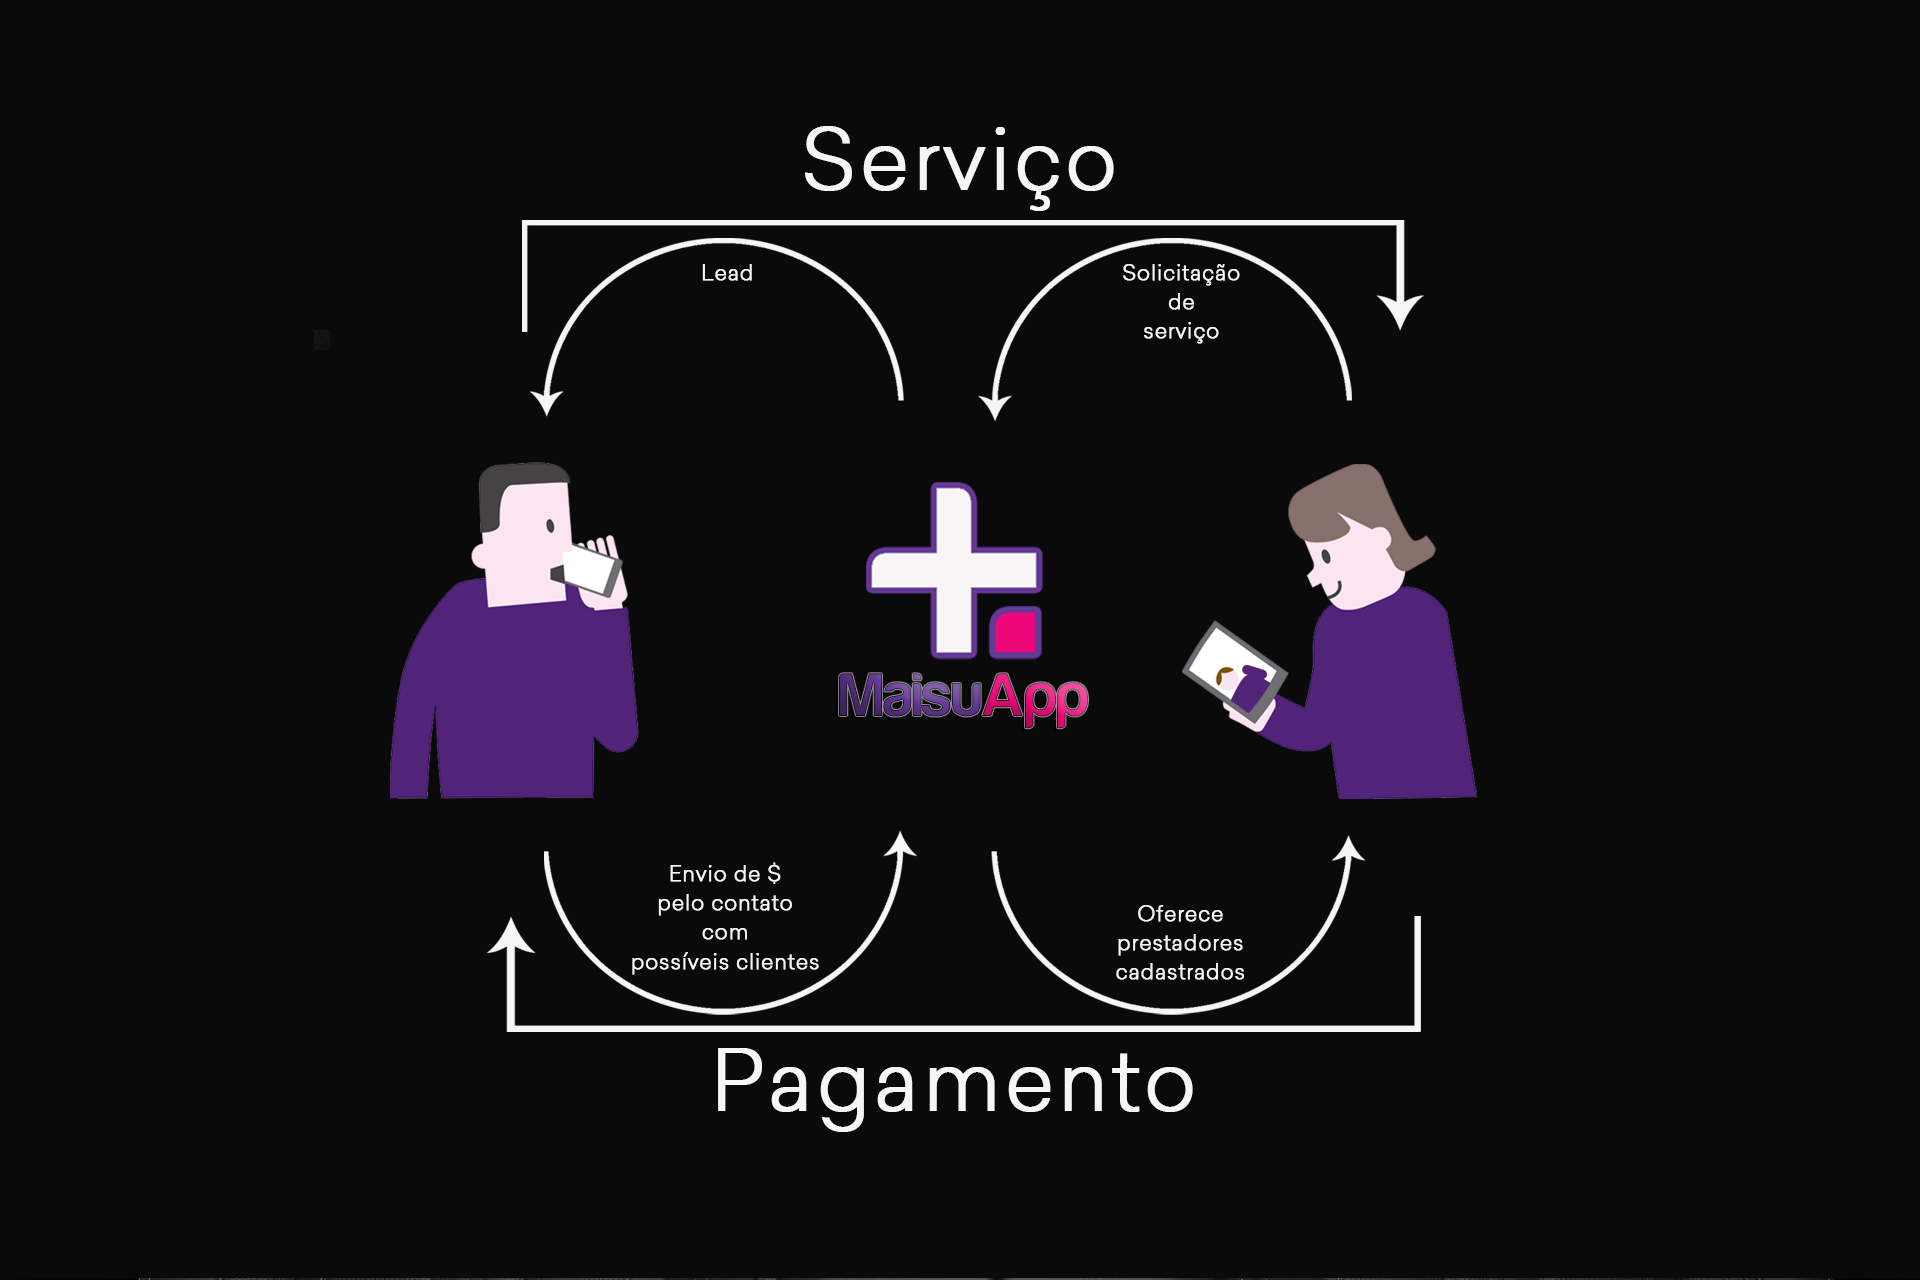 Serviço
Lead
Solicitação
de
serviço
MaisuApp
Envio de $
pelo contato
com
possíveis clientes
Oferece
prestadores
cadastrados
Pagamento